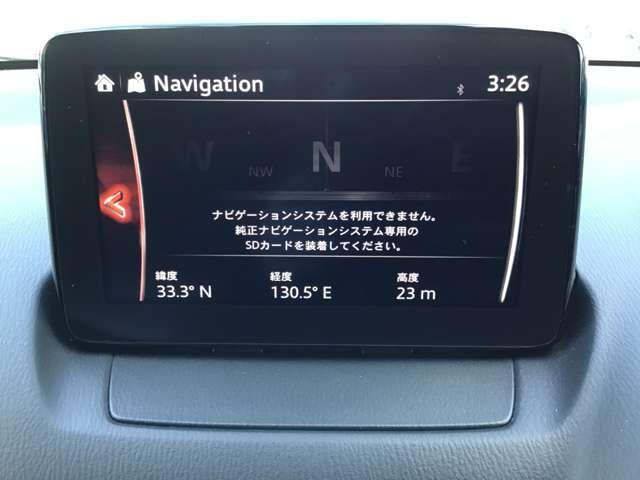 Navigation 3:26
W NW N NE E
ナビゲーションシステムを利用できません。
純正ナビゲーションシステム専用の
SDカードを装着してください。
緯度 経度 高度
33.3° N 130.5° E 23 m